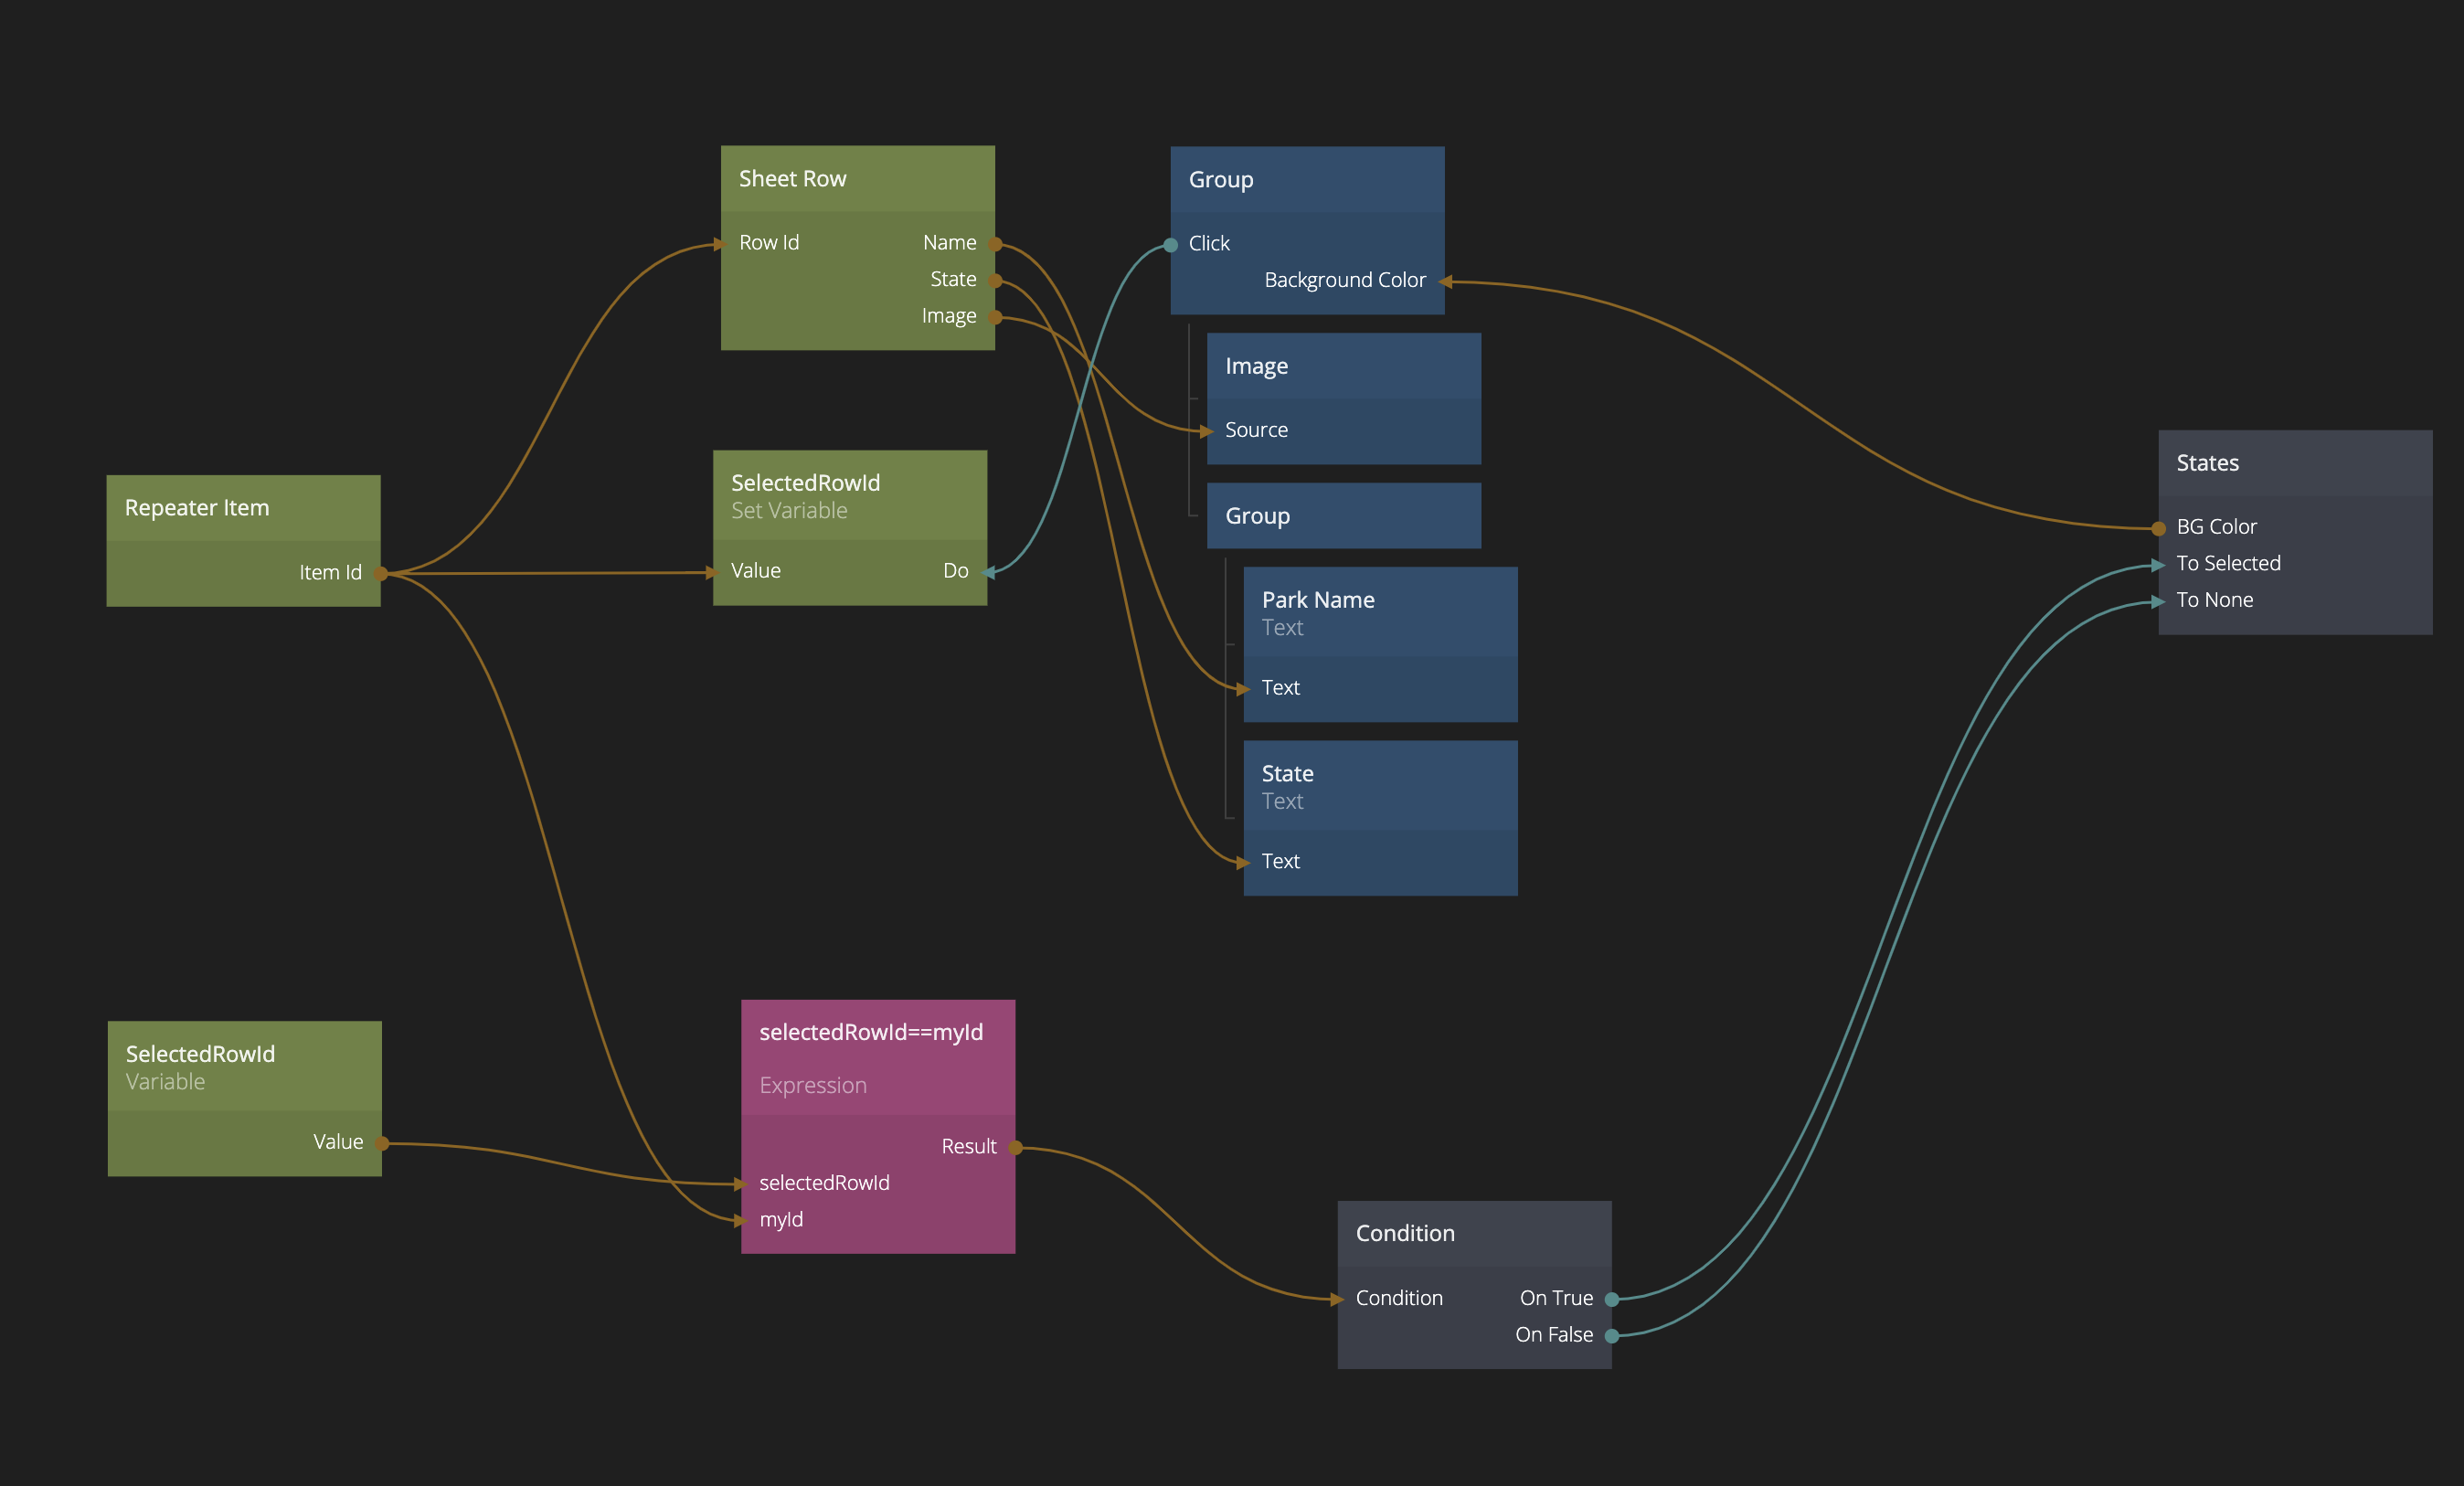 Sheet Row
Row Id
Name
State
Image
Group
Click
Background Color
Image
Source
Group
Park Name
Text
Text
State
Text
Text
States
BG Color
To Selected
To None
Repeater Item
Item Id
SelectedRowId
Set Variable
Value
Do
SelectedRowId
Variable
Value
selectedRowId==myId
Expression
Result
selectedRowId
myId
Condition
Condition
On True
On False